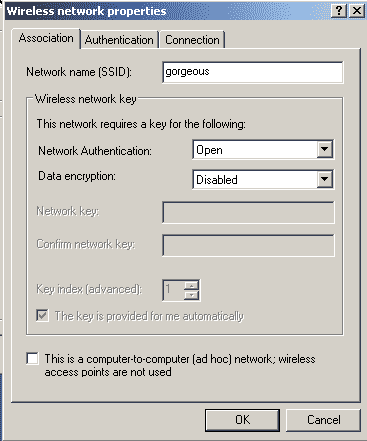 Wireless network properties
Association
Authentication
Connection
Network name (SSID):
gorgeous
Wireless network key
This network requires a key for the following:
Network Authentication:
Open
Data encryption:
Disabled
Network key:
Confirm network key:
Key index (advanced):
1
The key is provided for me automatically
This is a computer-to-computer (ad hoc) network; wireless
access points are not used
OK
Cancel